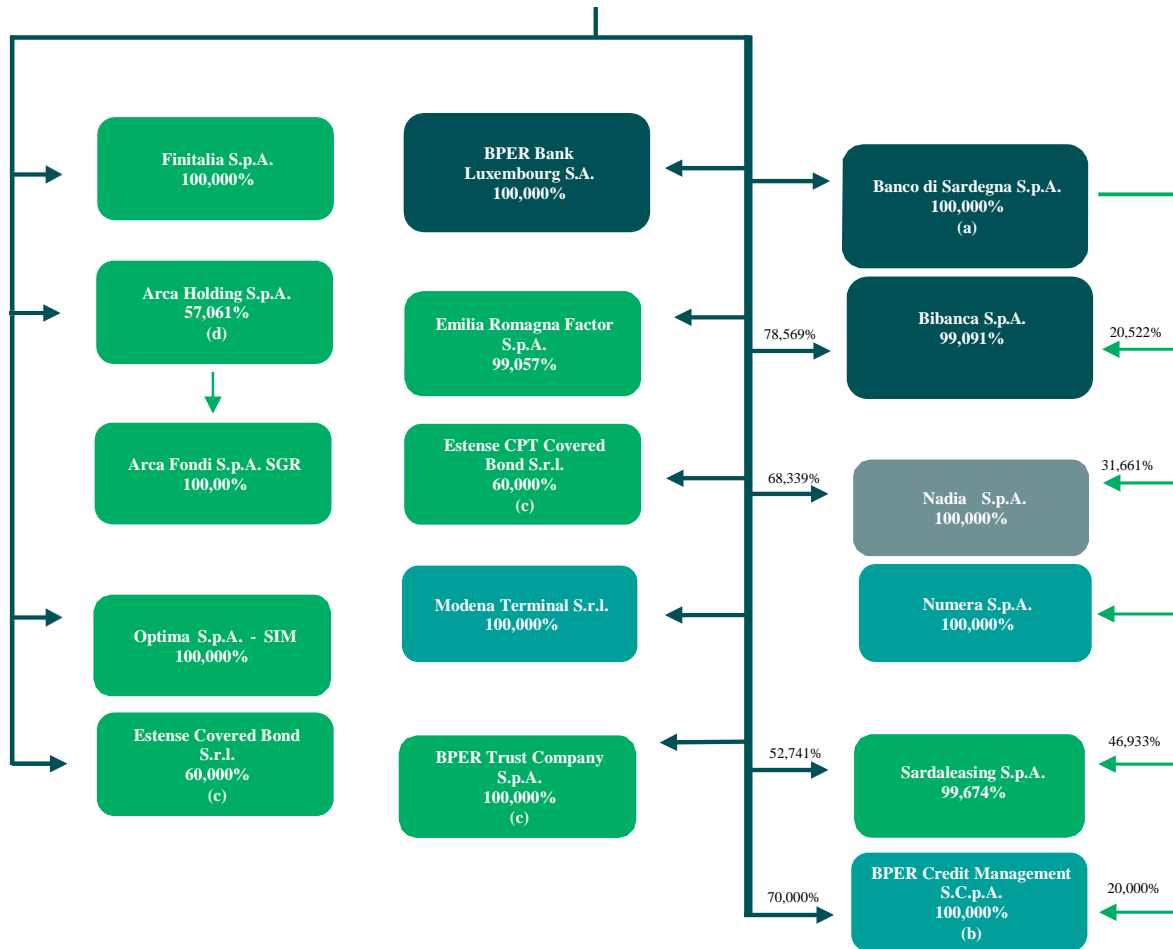 Finitalia S.p.A.
100,000%
BPER Bank
Luxembourg S.A.
100,000%
Banco di Sardegna S.p.A.
100,000%
(a)
Arca Holding S.p.A.
57,061%
(d)
Emilia Romagna Factor
S.p.A.
99,057%
78,569%
Bibanca S.p.A.
99,091%
20,522%
Arca Fondi S.p.A. SGR
100,00%
Estense CPT Covered
Bond S.r.l.
60,000%
(c)
68,339%
Nadia S.p.A.
100,000%
31,661%
Optima S.p.A. - SIM
100,000%
Modena Terminal S.r.l.
100,000%
Numera S.p.A.
100,000%
Estense Covered Bond
S.r.l.
60,000%
(c)
BPER Trust Company
S.p.A.
100,000%
(c)
52,741%
Sardaleasing S.p.A.
99,674%
46,933%
70,000%
BPER Credit Management
S.C.p.A.
100,000%
(b)
20,000%